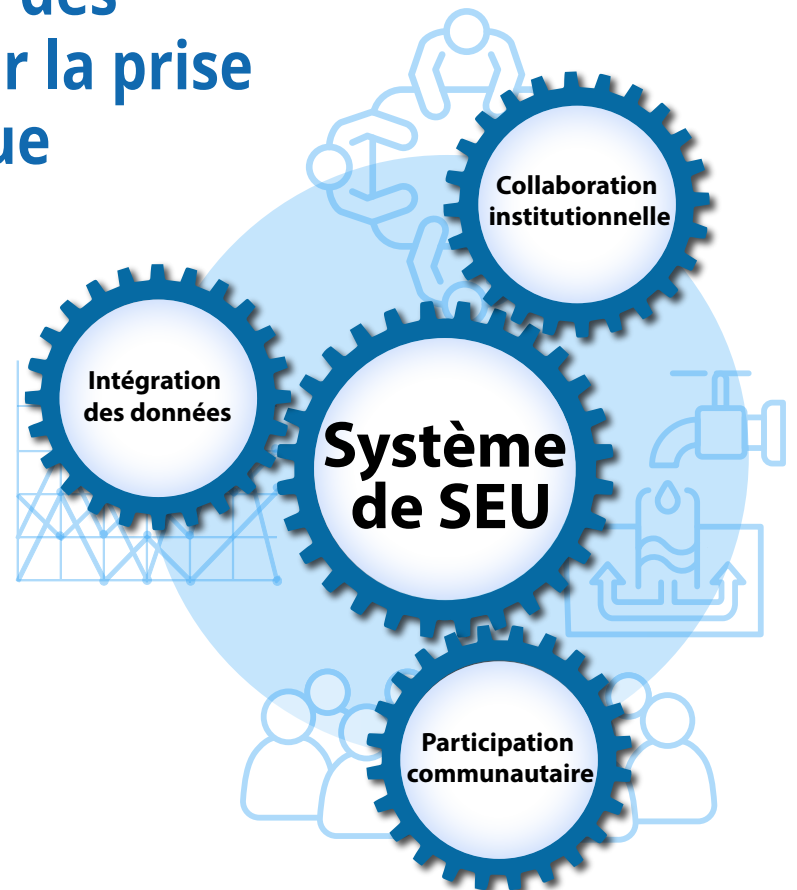 des
r la prise
ue
Collaboration
institutionnelle
Intégration
des données
Système
de SEU
Participation
communautaire